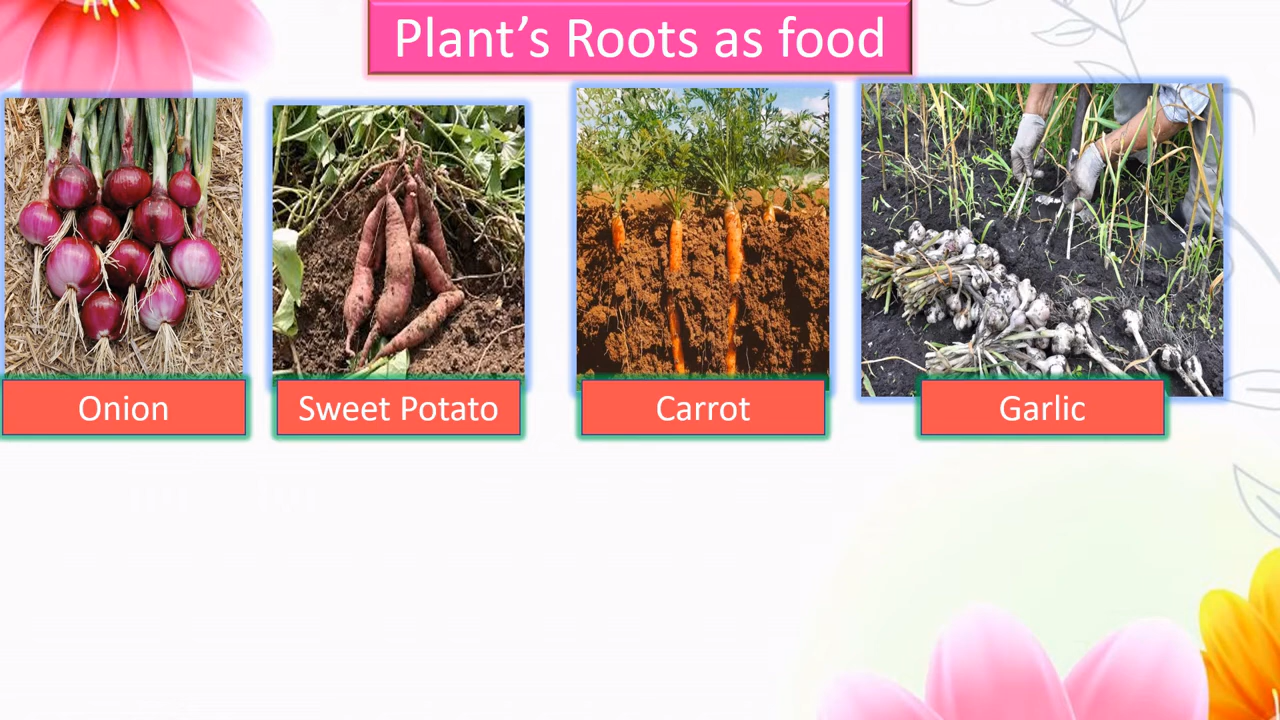 Plant’s Roots as food
Onion
Sweet Potato
Carrot
Garlic